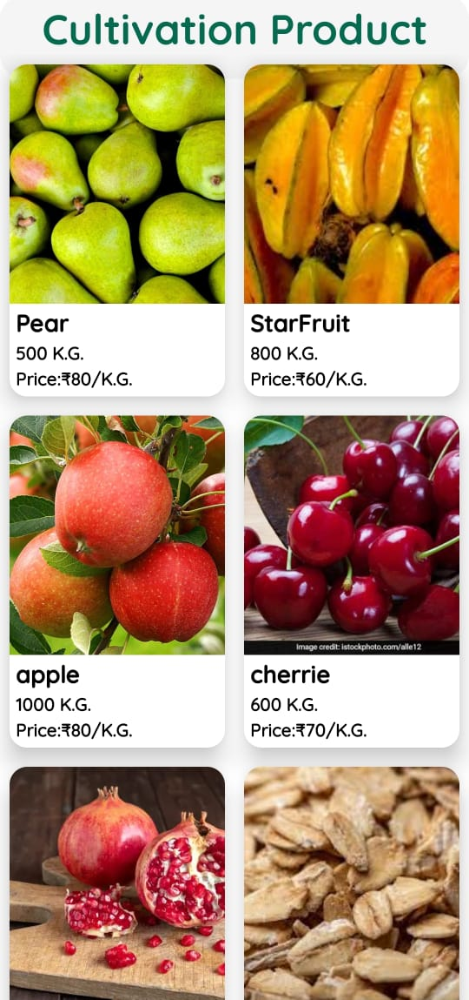 Cultivation Product
Pear
500 K.G.
Price:₹80/K.G.
StarFruit
800 K.G.
Price:₹60/K.G.
apple
1000 K.G.
Price:₹80/K.G.
Image credit: istockphoto.com/alle12
cherrie
600 K.G.
Price:₹70/K.G.